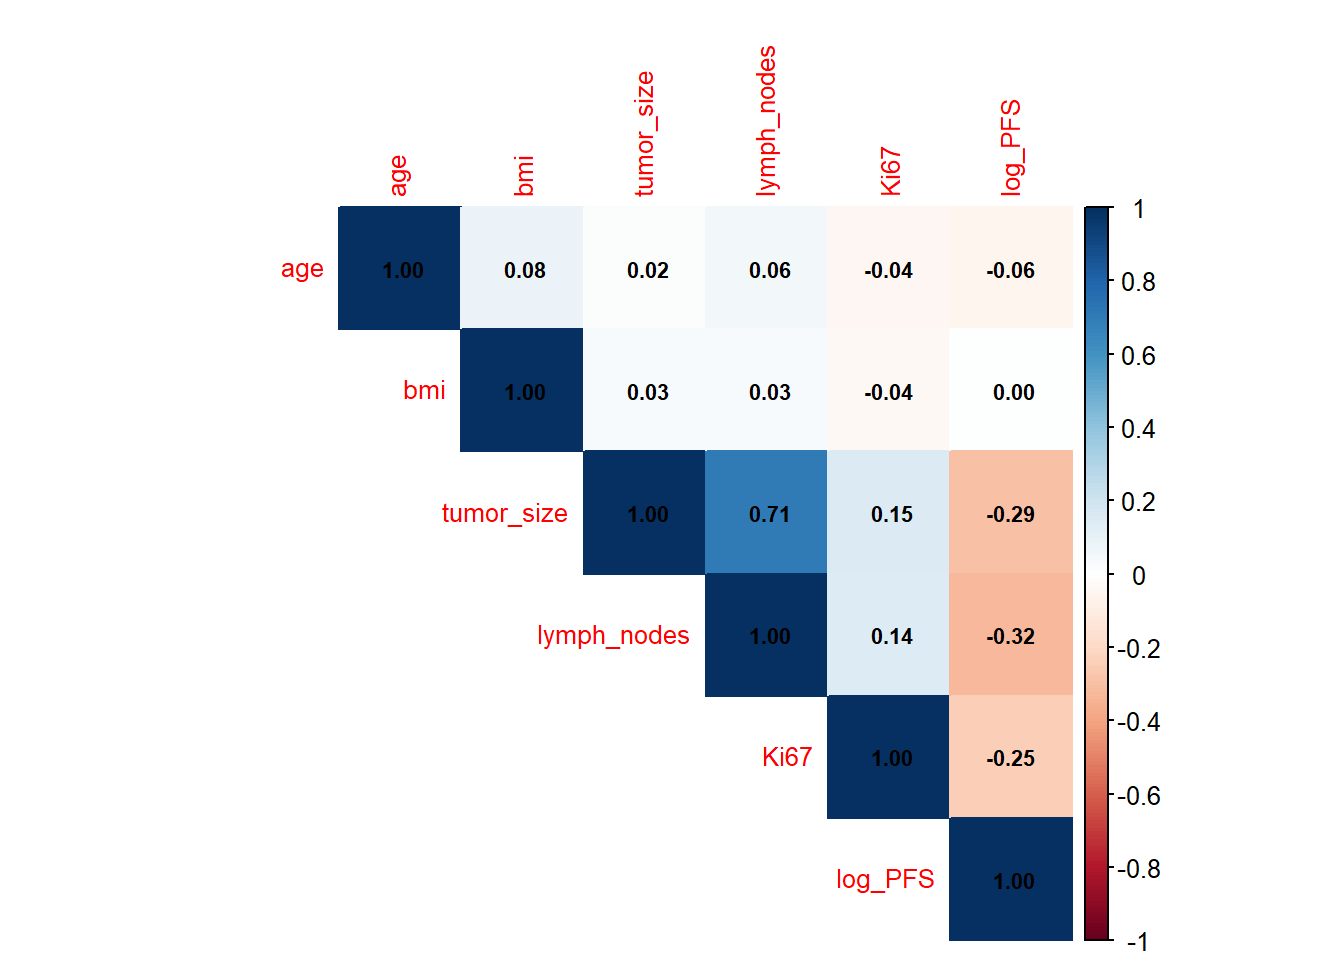 age bmi tumor_size lymph_nodes Ki67 log_PFS
1
age 1.00 0.08 0.02 0.06 -0.04 -0.06
0.8
0.6
bmi 1.00 0.03 0.03 -0.04 0.00
0.4
0.2
tumor_size 1.00 0.71 0.15 -0.29
0
lymph_nodes 1.00 0.14 -0.32
-0.2
-0.4
Ki67 1.00 -0.25
-0.6
-0.8
log_PFS 1.00
-1